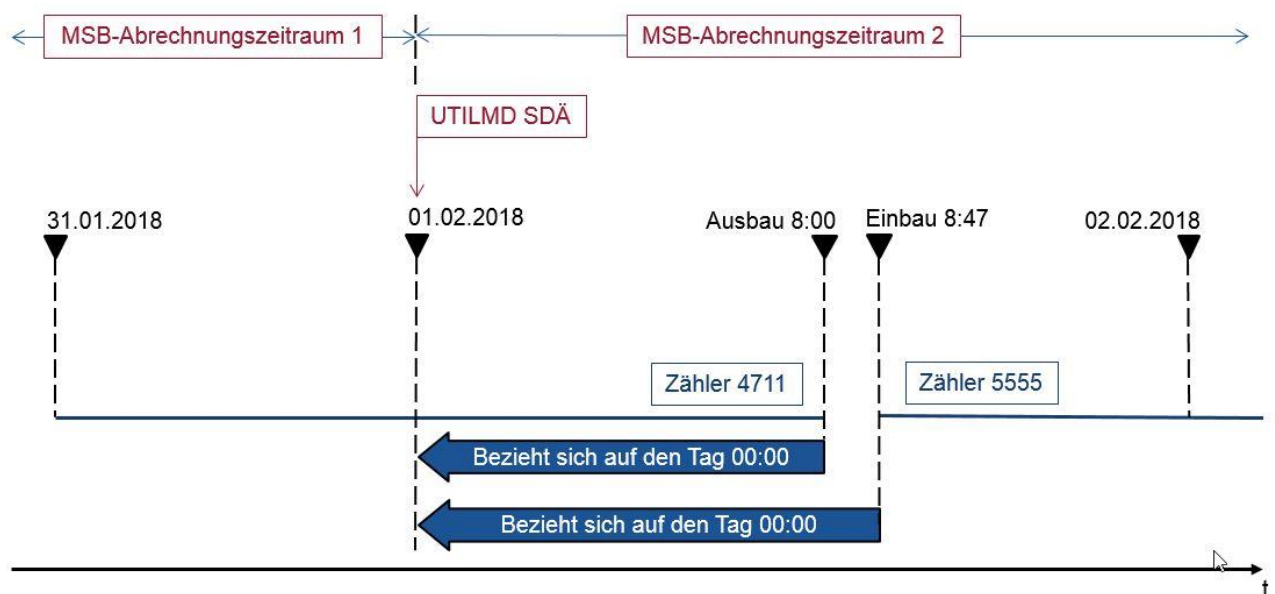 MSB-Abrechnungszeitraum 1
MSB-Abrechnungszeitraum 2
UTILMD SDÄ
31.01.2018
01.02.2018
Ausbau 8:00
Einbau 8:47
02.02.2018
Zähler 4711
Zähler 5555
Bezieht sich auf den Tag 00:00
Bezieht sich auf den Tag 00:00
t